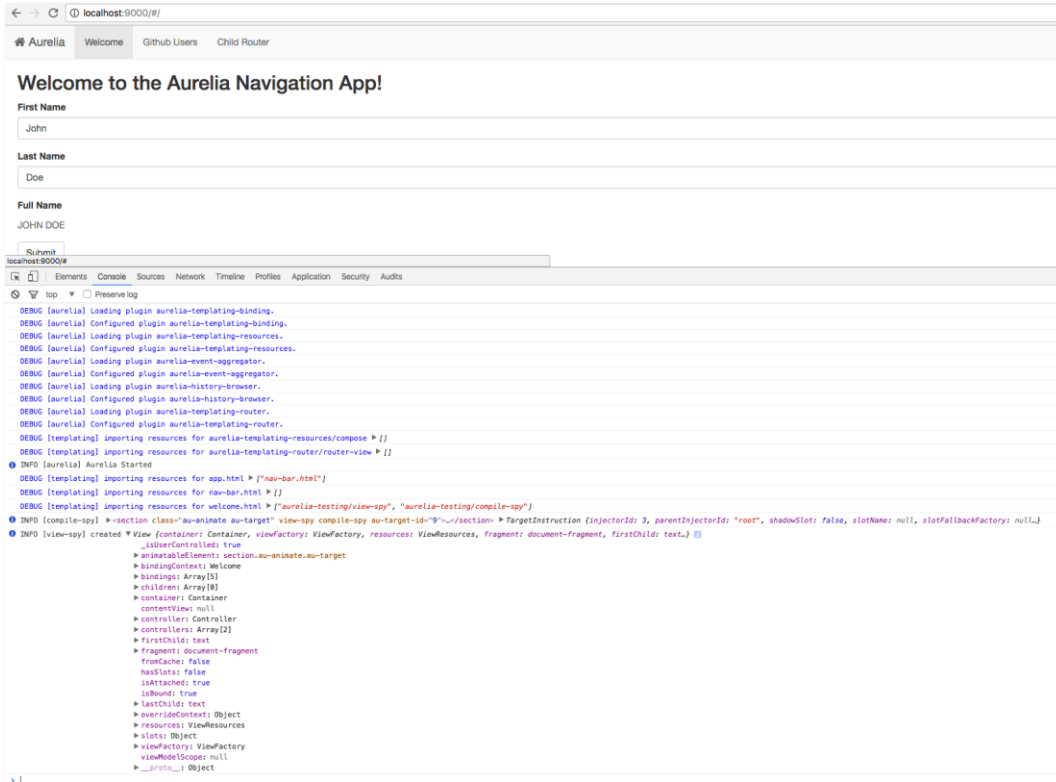 localhost:9000/#/
Aurelia Welcome Github Users Child Router
Welcome to the Aurelia Navigation App!
First Name
John
Last Name
Doe
Full Name
JOHN DOE
Submit
localhost:9000/#
Elements Console Sources Network Timeline Profiles Application Security Audits
top ▼ Preserve log
DEBUG [aurelia] Loading plugin aurelia-templating-binding.
DEBUG [aurelia] Configured plugin aurelia-templating-binding.
DEBUG [aurelia] Loading plugin aurelia-templating-resources.
DEBUG [aurelia] Configured plugin aurelia-templating-resources.
DEBUG [aurelia] Loading plugin aurelia-event-aggregator.
DEBUG [aurelia] Configured plugin aurelia-event-aggregator.
DEBUG [aurelia] Loading plugin aurelia-history-browser.
DEBUG [aurelia] Configured plugin aurelia-history-browser.
DEBUG [aurelia] Loading plugin aurelia-templating-router.
DEBUG [aurelia] Configured plugin aurelia-templating-router.
DEBUG [templating] importing resources for aurelia-templating-resources/compose ▶ []
DEBUG [templating] importing resources for aurelia-templating-router/router-view ▶ []
INFO [aurelia] Aurelia Started
DEBUG [templating] importing resources for app.html ▶ ["nav-bar.html"]
DEBUG [templating] importing resources for nav-bar.html ▶ []
DEBUG [templating] importing resources for welcome.html ▶ ["aurelia-testing/view-spy", "aurelia-testing/compile-spy"]
INFO [compile-spy] ▶ <section class="au-animate au-target" view-spy compile-spy au-target-id="9">…</section> ▶ TargetInstruction {injectorId: 3, parentInjectorId: "root", shadowSlot: false, slotName: null, slotFallbackFactory: null…}
INFO [view-spy] created ▼ View {container: Container, viewFactory: ViewFactory, resources: ViewResources, fragment: document-fragment, firstChild: text…}
_isUserControlled: true
▶ animatableElement: section.au-animate.au-target
▶ bindingContext: Welcome
▶ bindings: Array[5]
▶ children: Array[0]
▶ container: Container
contentView: null
▶ controller: Controller
▶ controllers: Array[2]
▶ firstChild: text
▶ fragment: document-fragment
fromCache: false
hasSlots: false
isAttached: true
isBound: true
▶ lastChild: text
▶ overrideContext: Object
▶ resources: ViewResources
▶ slots: Object
▶ viewFactory: ViewFactory
viewModelScope: null
▶ __proto__: Object
>